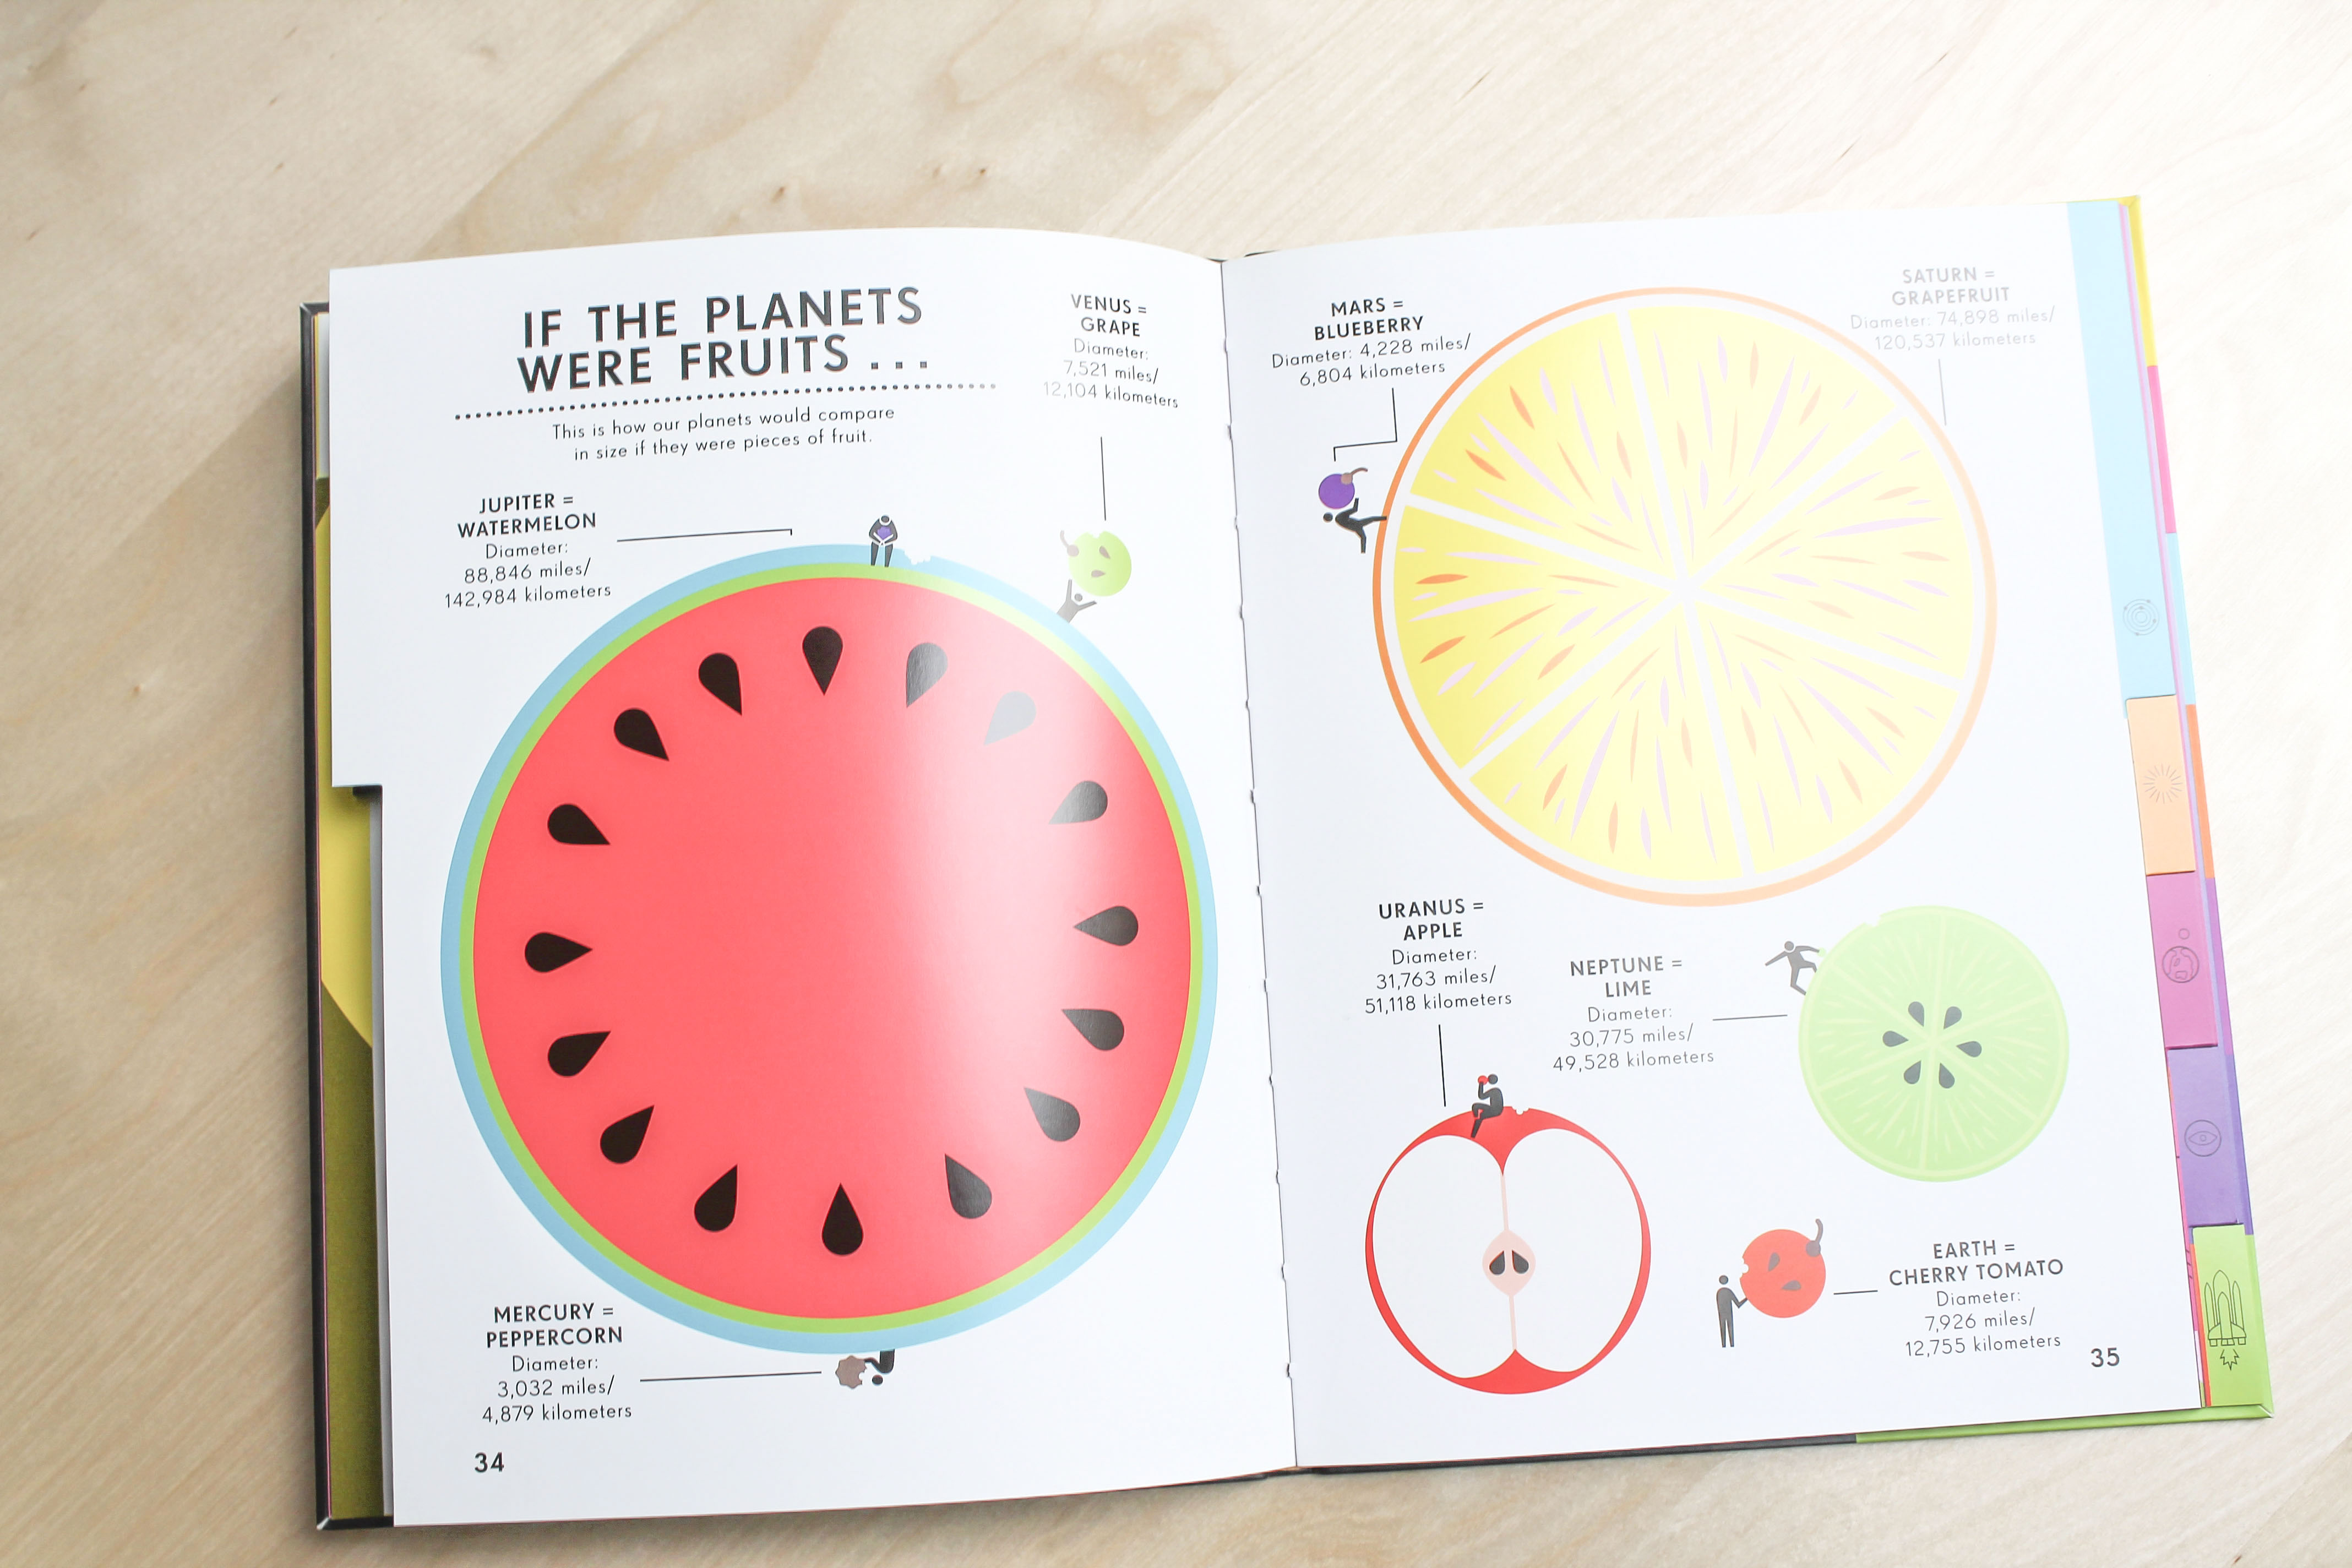 IF THE PLANETS
WERE FRUITS ...
This is how our planets would compare
in size if they were pieces of fruit.
JUPITER =
WATERMELON
Diameter:
88,846 miles/
142,984 kilometers
VENUS =
GRAPE
Diameter:
7,521 miles/
12,104 kilometers
MERCURY =
PEPPERCORN
Diameter:
3,032 miles/
4,879 kilometers
34
MARS =
BLUEBERRY
Diameter: 4,228 miles/
6,804 kilometers
SATURN =
GRAPEFRUIT
Diameter: 74,898 miles/
120,537 kilometers
URANUS =
APPLE
Diameter:
31,763 miles/
51,118 kilometers
NEPTUNE =
LIME
Diameter:
30,775 miles/
49,528 kilometers
EARTH =
CHERRY TOMATO
Diameter:
7,926 miles/
12,755 kilometers
35